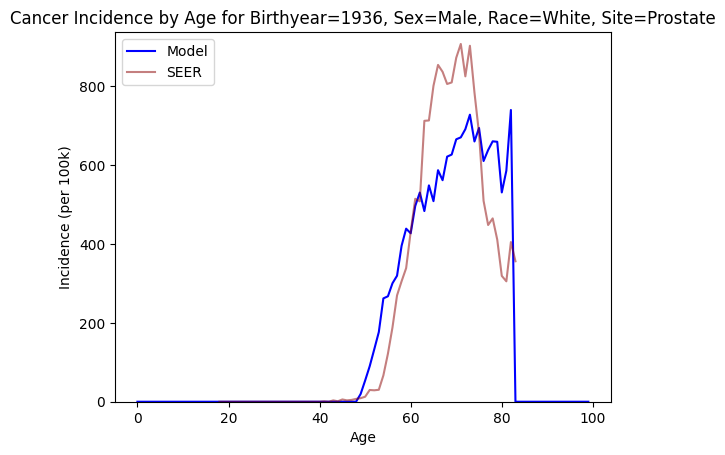 Cancer Incidence by Age for Birthyear=1936, Sex=Male, Race=White, Site=Prostate
Model
SEER
800
600
400
200
0
Incidence (per 100k)
0 20 40 60 80 100
Age